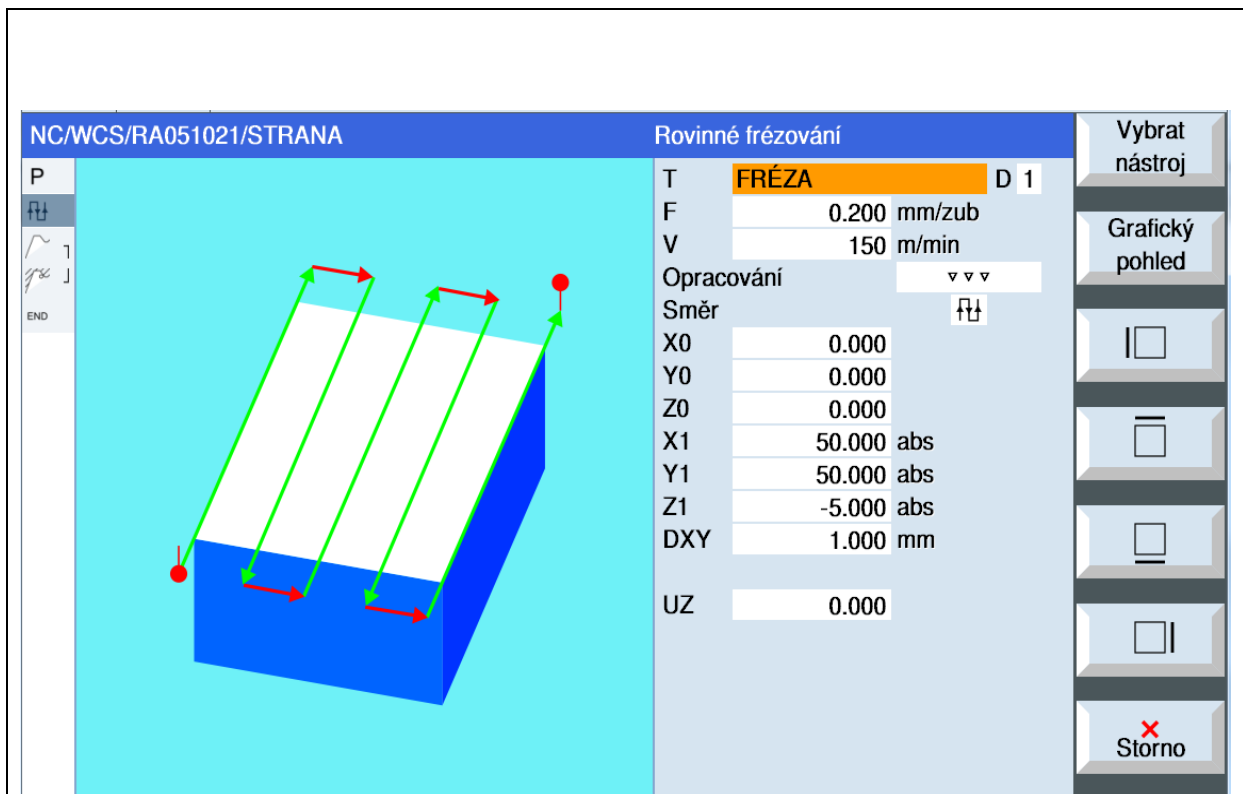 NC/WCS/RA051021/STRANA
Rovinné frézování
P
END
T FRÉZA D 1
F 0.200 mm/zub
V 150 m/min
Opracování
Směr
X0 0.000
Y0 0.000
Z0 0.000
X1 50.000 abs
Y1 50.000 abs
Z1 -5.000 abs
DXY 1.000 mm
UZ 0.000
Vybrat
nástroj
Grafický
pohled
Storno